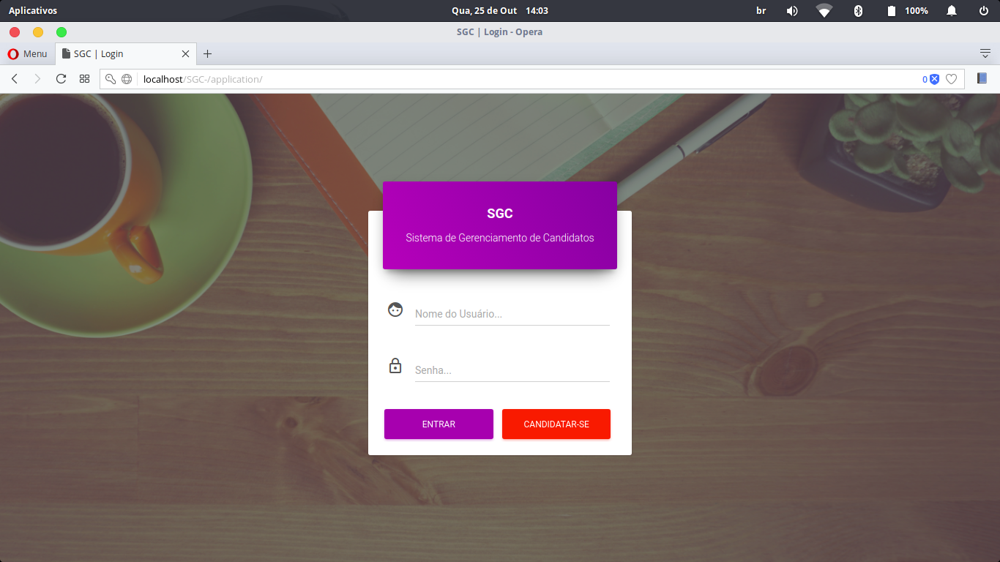 Aplicativos
Qua, 25 de Out 14:03
br
100%
SGC | Login - Opera
Menu
SGC | Login
localhost/SGC-/application/
0
SGC
Sistema de Gerenciamento de Candidatos
Nome do Usuário...
Senha...
ENTRAR
CANDIDATAR-SE